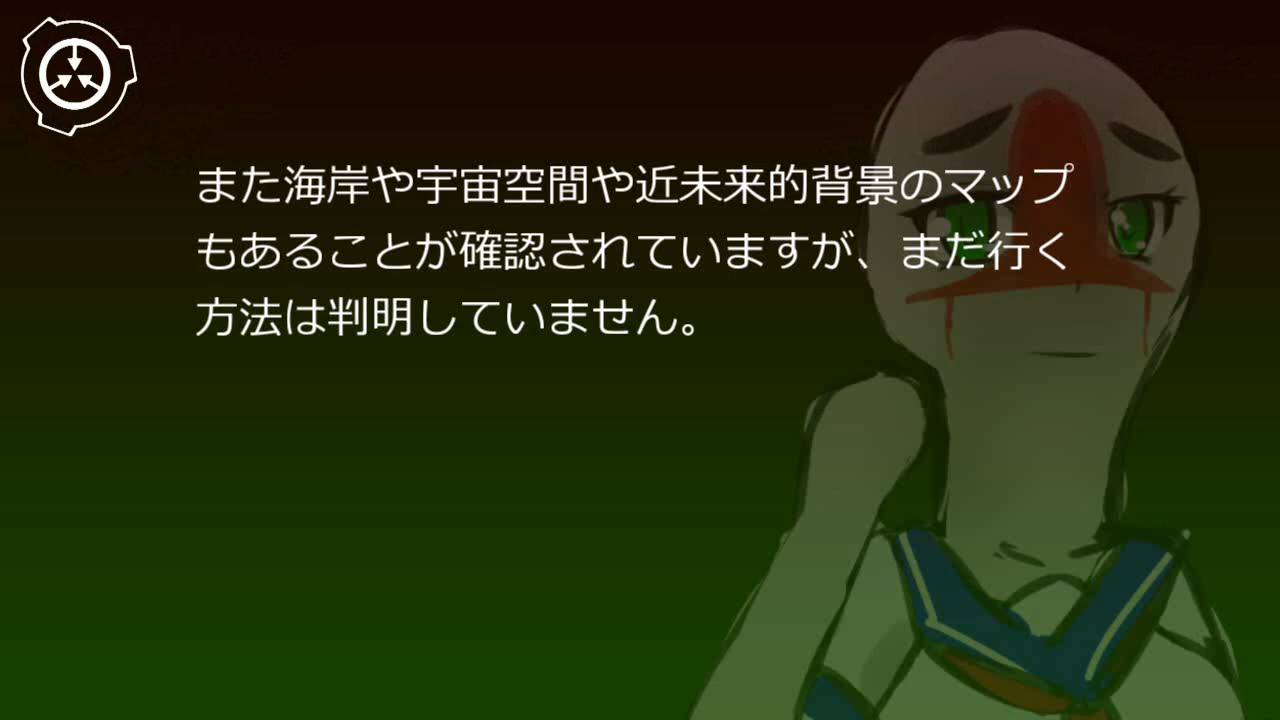 また海岸や宇宙空間や近未来的背景のマップ
もあることが確認されていますが、まだ行く
方法は判明していません。